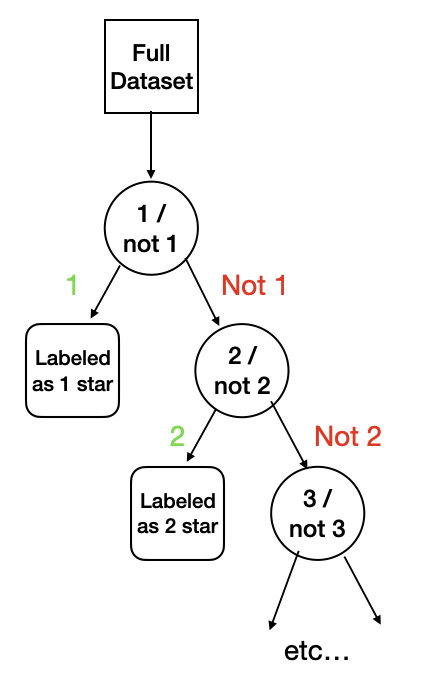 Full
Dataset
1 /
not 1
1
Not 1
Labeled
as 1 star
2 /
not 2
2
Not 2
Labeled
as 2 star
3 /
not 3
etc...